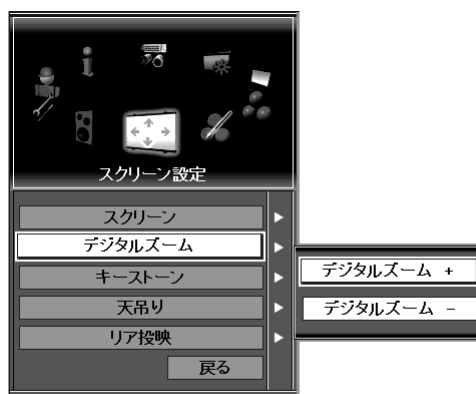 スクリーン設定
スクリーン
デジタルズーム
キーストーン
天吊り
リア投映
戻る
デジタルズーム +
デジタルズーム -